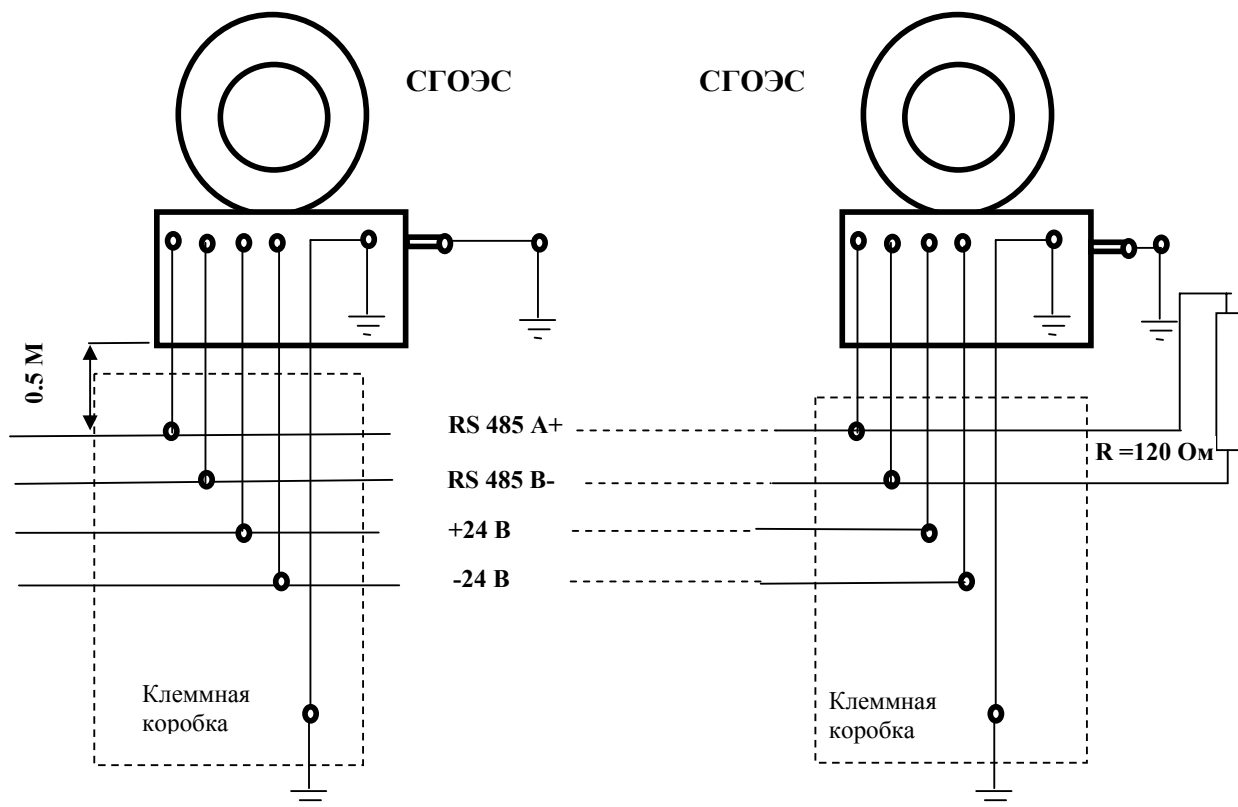 СГОЭС
СГОЭС
0.5 М
RS 485 A+
RS 485 B-
+24 В
-24 В
R =120 Ом
Клеммная
коробка
Клеммная
коробка